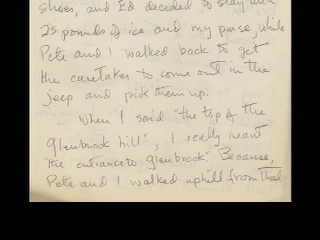 shoes, and Ed decided to stay with
25 pounds of ice and my purse while
Pete and I walked back to get
the caretaker to come out in the
jeep and pick them up.
When I said "the top of the
Glenbrook hill", I really meant
"the entrance to Glenbrook." Because,
Pete and I walked uphill from that